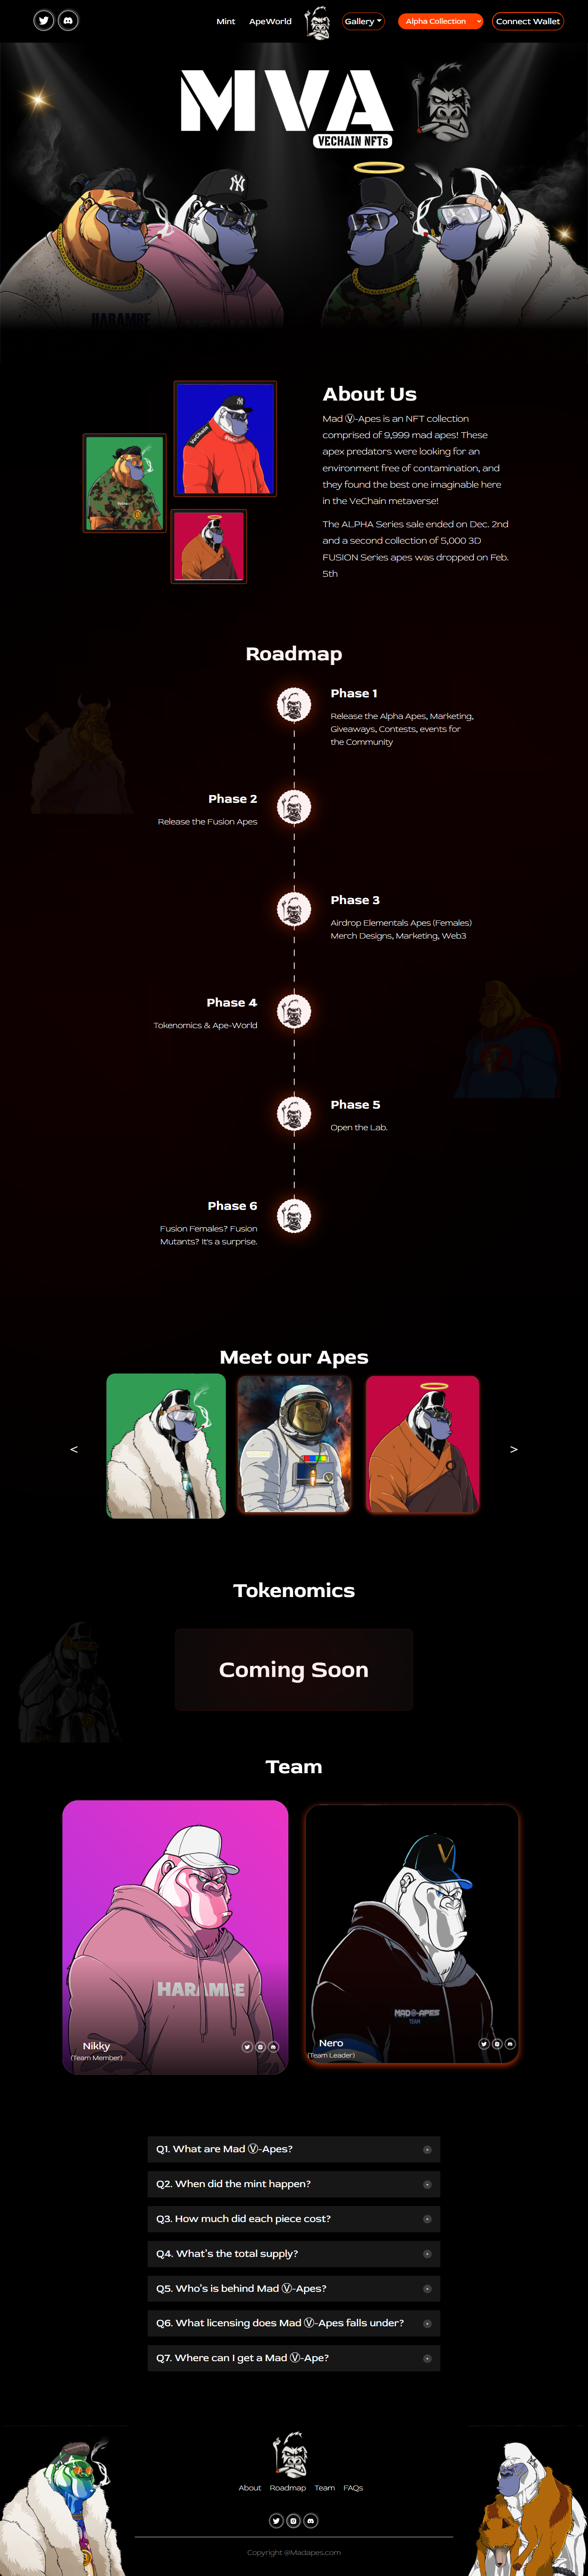 Mint
ApeWorld
Gallery
Alpha Collection
Connect Wallet
MVA
VECHAIN NFTs
HARAMBE
About Us
Mad Ⓥ-Apes is an NFT collection
comprised of 9,999 mad apes! These
apex predators were looking for an
environment free of contamination, and
they found the best one imaginable here
in the VeChain metaverse!
The ALPHA Series sale ended on Dec. 2nd
and a second collection of 5,000 3D
FUSION Series apes was dropped on Feb.
5th
VeChain
Roadmap
Phase 1
Release the Alpha Apes, Marketing,
Giveaways, Contests, events for
the Community
Phase 2
Release the Fusion Apes
Phase 3
Airdrop Elementals Apes (Females)
Merch Designs, Marketing, Web3
Phase 4
Tokenomics & Ape-World
Phase 5
Open the Lab.
Phase 6
Fusion Females? Fusion
Mutants? It's a surprise.
Meet our Apes
<
>
Tokenomics
Coming Soon
Team
HARAMBE
Nikky
(Team Member)
MAD Ⓥ-APES
TEAM
Nero
(Team Leader)
Q1. What are Mad Ⓥ-Apes?
Q2. When did the mint happen?
Q3. How much did each piece cost?
Q4. What's the total supply?
Q5. Who's is behind Mad Ⓥ-Apes?
Q6. What licensing does Mad Ⓥ-Apes falls under?
Q7. Where can I get a Mad Ⓥ-Ape?
About
Roadmap
Team
FAQs
Copyright @Madapes.com